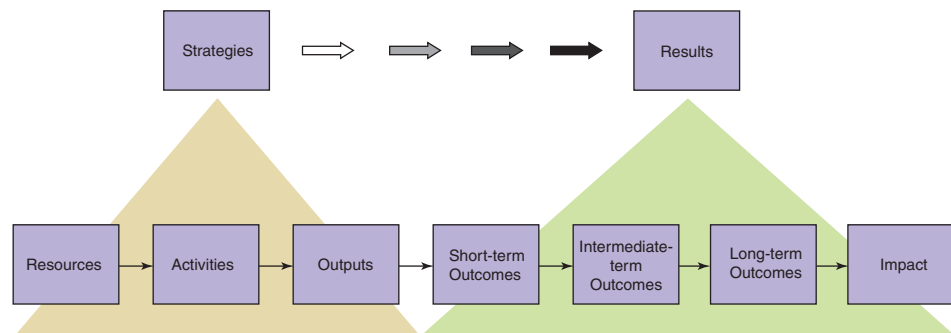 Strategies
Results
Resources
Activities
Outputs
Short-term
Outcomes
Intermediate-
term
Outcomes
Long-term
Outcomes
Impact